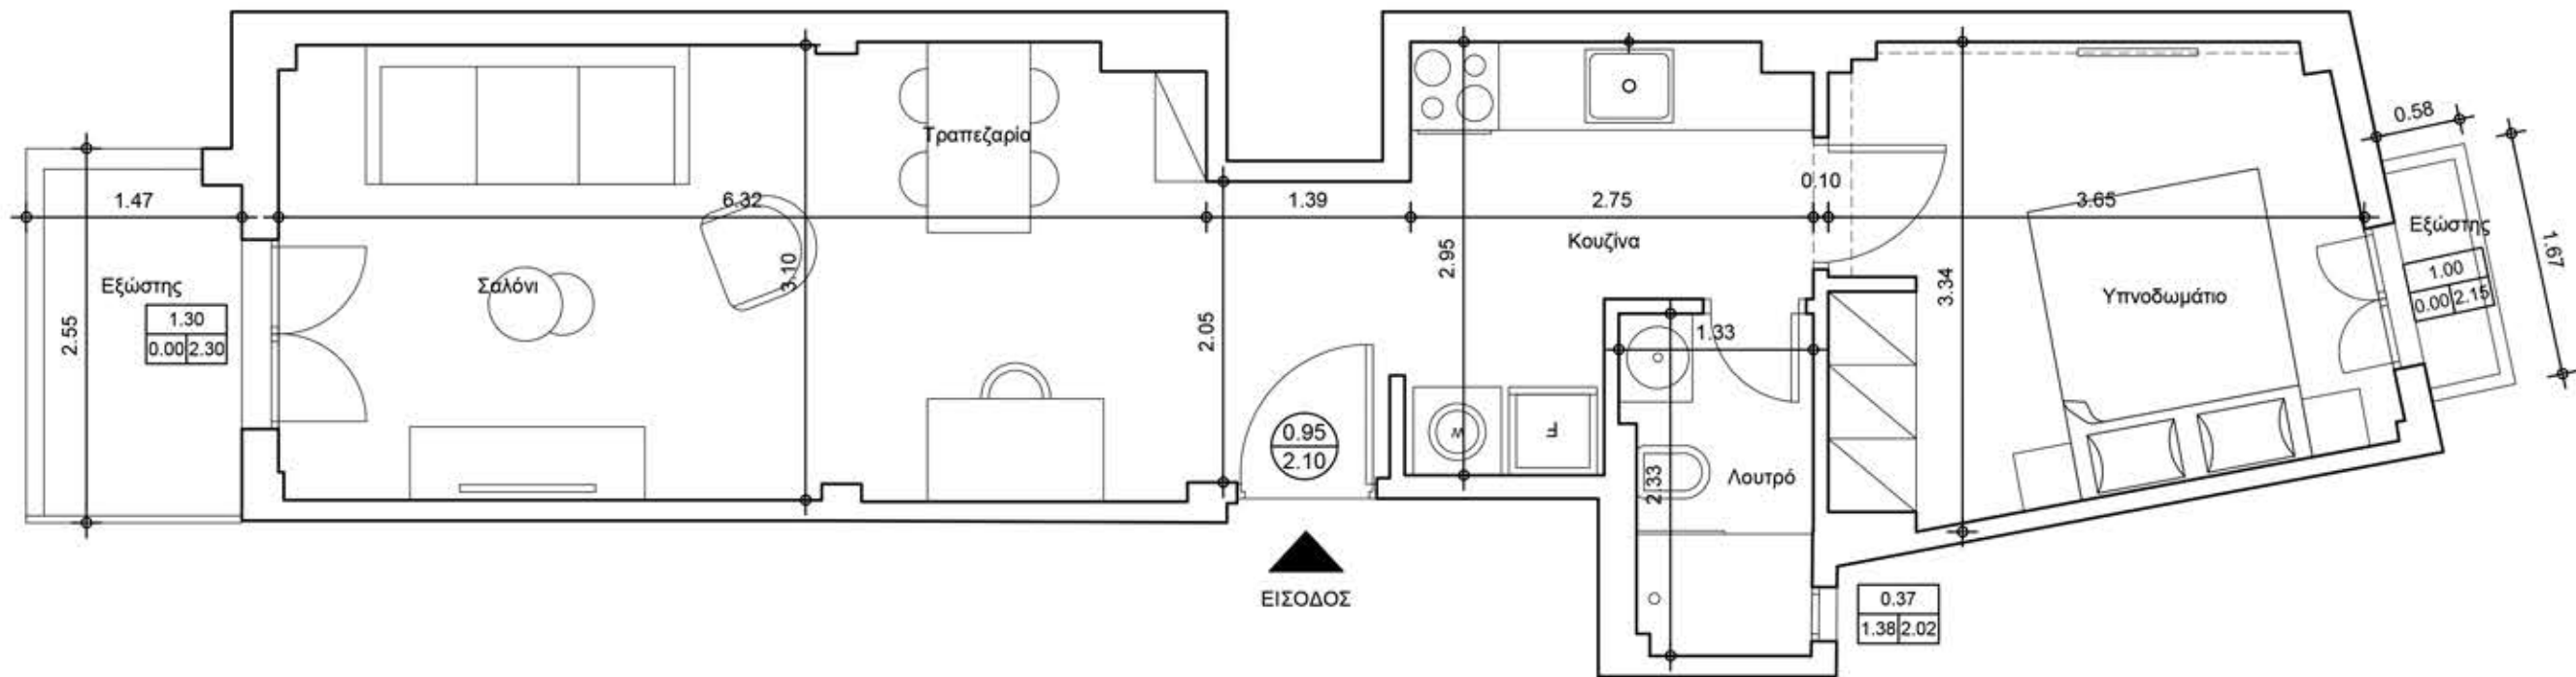 Εξώστης
1.47
2.55
1.30
0.00 2.30
Σαλόνι
6.32
3.10
Τραπεζαρία
2.05
1.39
0.95
2.10
ΕΙΣΟΔΟΣ
2.95
2.75
Κουζίνα
W
F
1.33
2.33
Λουτρό
0.10
0.37
1.38 2.02
3.65
3.34
Υπνοδωμάτιο
0.58
Εξώστης
1.00
0.00 2.15
1.67